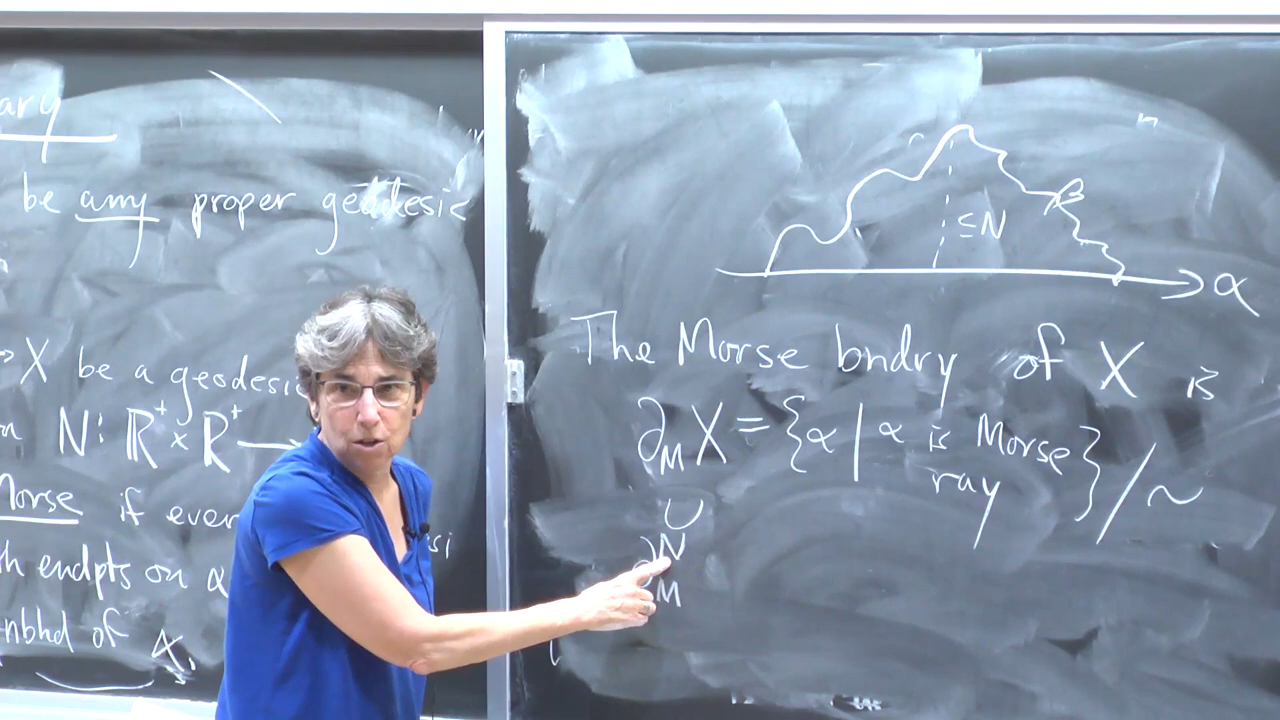 ary
be any proper geodesic
→ X be a geodesi
N: ℝ⁺ × ℝ⁺ →
Morse if ever
endpts on α
nbhd of α.
≤N
α
The Morse bndry of X is
∂_M X = {α | α is Morse ray} / ~
∪
∂_M^N